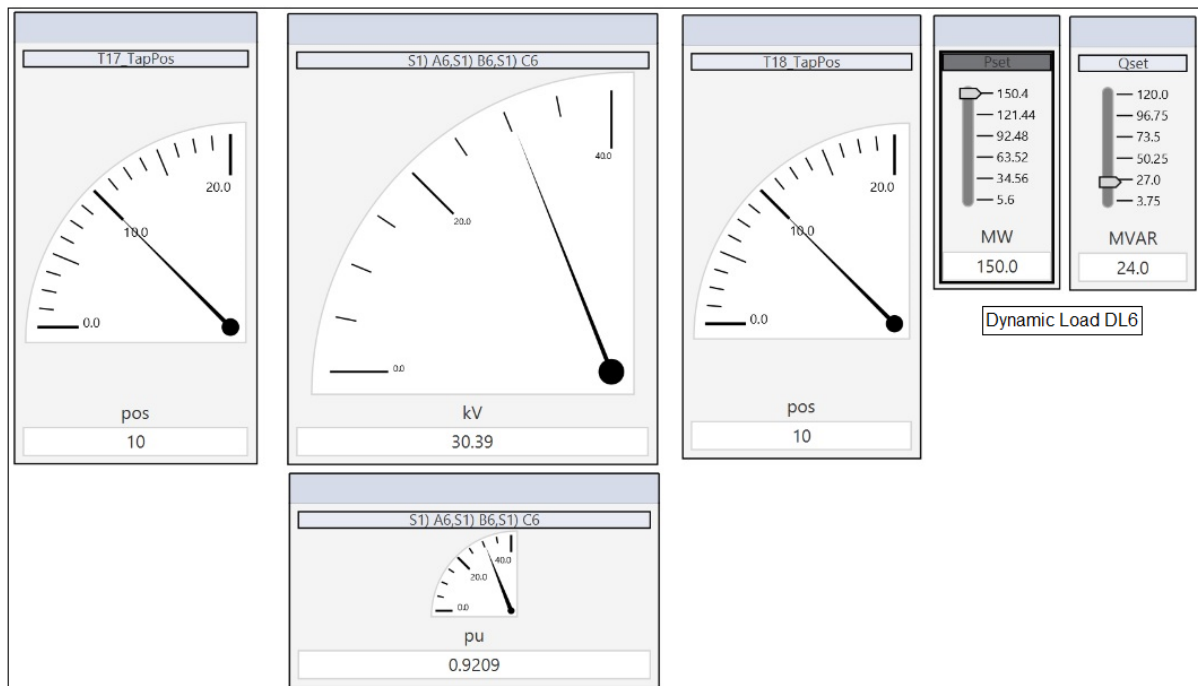 T17_TapPos
20.0
10.0
0.0
pos
10
S1) A6,S1) B6,S1) C6
40.0
20.0
0.0
kV
30.39
T18_TapPos
20.0
10.0
0.0
pos
10
Pset
150.4
121.44
92.48
63.52
34.56
5.6
MW
150.0
Qset
120.0
96.75
73.5
50.25
27.0
3.75
MVAR
24.0
Dynamic Load DL6
S1) A6,S1) B6,S1) C6
40.0
20.0
0.0
pu
0.9209